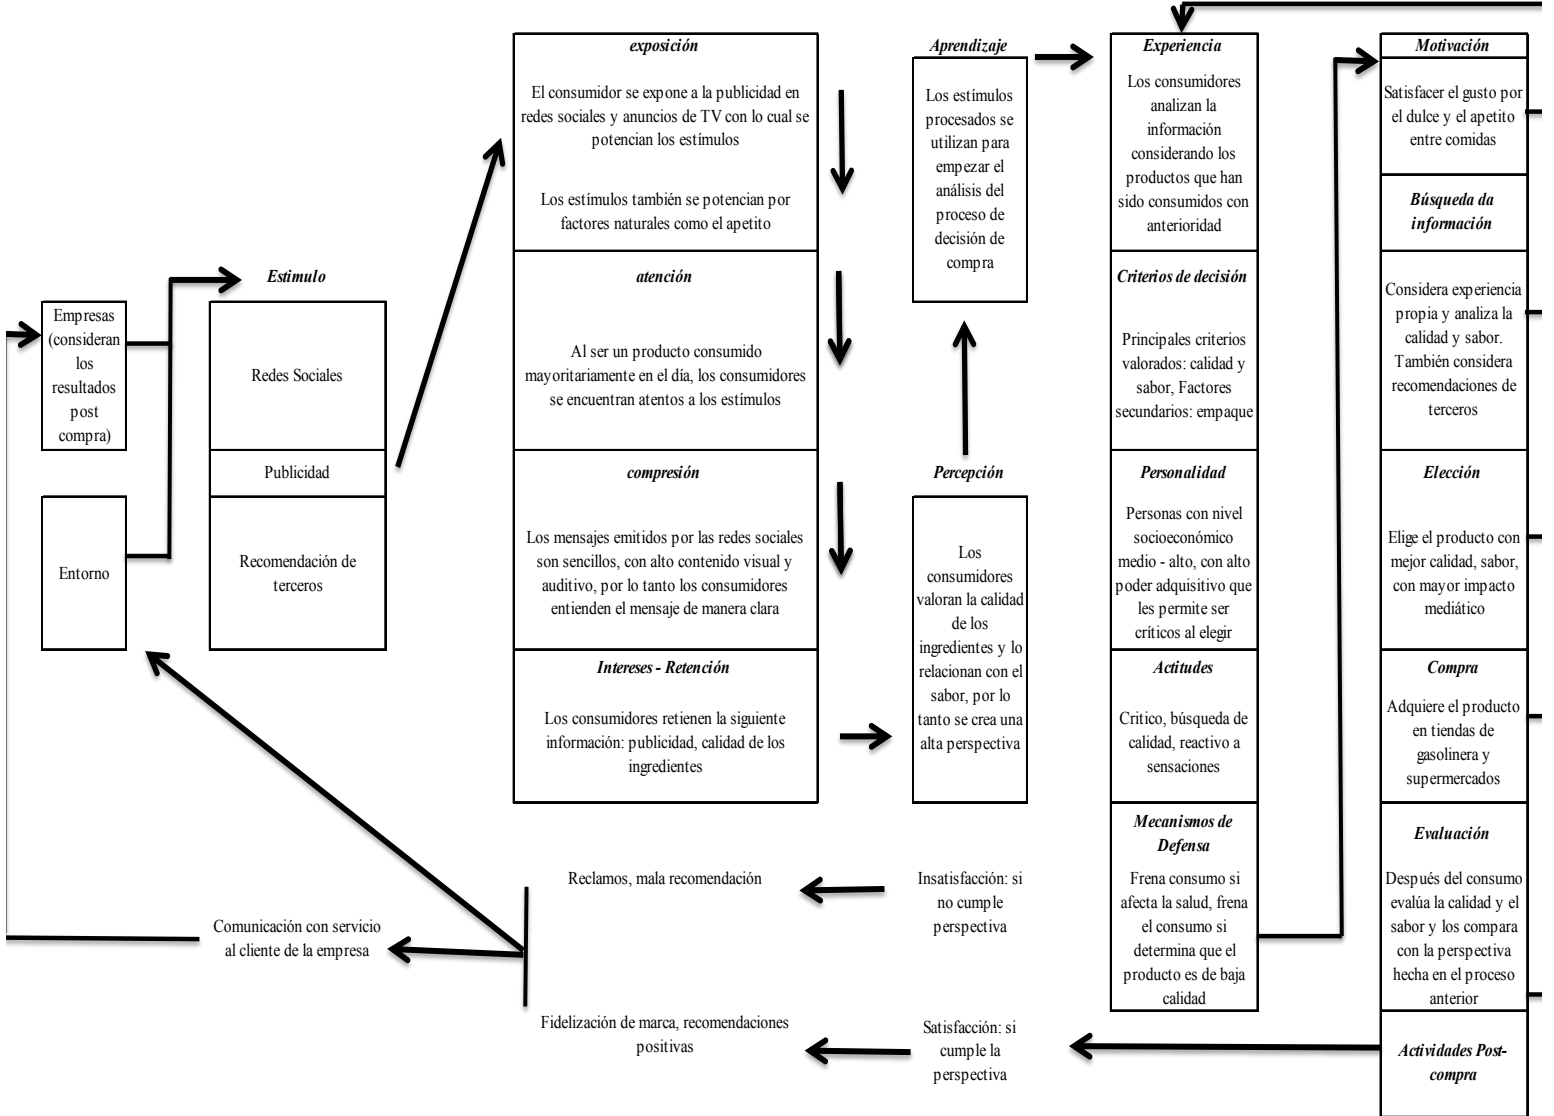 Empresas
(consideran
los
resultados
post
compra)
Entorno
Estimulo
Redes Sociales
Publicidad
Recomendación de
terceros
exposición
El consumidor se expone a la publicidad en
redes sociales y anuncios de TV con lo cual se
potencian los estímulos
Los estímulos también se potencian por
factores naturales como el apetito
atención
Al ser un producto consumido
mayoritariamente en el día, los consumidores
se encuentran atentos a los estímulos
compresión
Los mensajes emitidos por las redes sociales
son sencillos, con alto contenido visual y
auditivo, por lo tanto los consumidores
entienden el mensaje de manera clara
Intereses - Retención
Los consumidores retienen la siguiente
información: publicidad, calidad de los
ingredientes
Percepción
Los
consumidores
valoran la calidad
de los
ingredientes y lo
relacionan con el
sabor, por lo
tanto se crea una
alta perspectiva
Aprendizaje
Los estímulos
procesados se
utilizan para
empezar el
análisis del
proceso de
decisión de
compra
Experiencia
Los consumidores
analizan la
información
considerando los
productos que han
sido consumidos con
anterioridad
Criterios de decisión
Principales criterios
valorados: calidad y
sabor, Factores
secundarios: empaque
Personalidad
Personas con nivel
socioeconómico
medio - alto, con alto
poder adquisitivo que
les permite ser
críticos al elegir
Actitudes
Critico, búsqueda de
calidad, reactivo a
sensaciones
Mecanismos de
Defensa
Frena consumo si
afecta la salud, frena
el consumo si
determina que el
producto es de baja
calidad
Motivación
Satisfacer el gusto por
el dulce y el apetito
entre comidas
Búsqueda da
información
Considera experiencia
propia y analiza la
calidad y sabor.
También considera
recomendaciones de
terceros
Elección
Elige el producto con
mejor calidad, sabor,
con mayor impacto
mediático
Compra
Adquiere el producto
en tiendas de
gasolinera y
supermercados
Evaluación
Después del consumo
evalúa la calidad y el
sabor y los compara
con la perspectiva
hecha en el proceso
anterior
Actividades Post-
compra
Insatisfacción: si
no cumple
perspectiva
Satisfacción: si
cumple la
perspectiva
Reclamos, mala recomendación
Fidelización de marca, recomendaciones
positivas
Comunicación con servicio
al cliente de la empresa